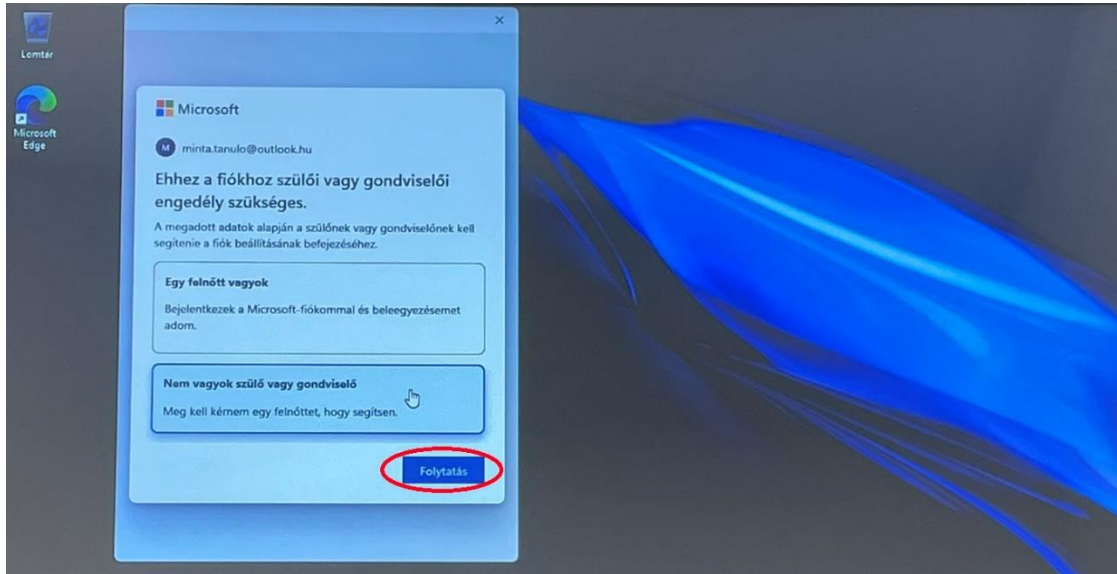 Lomtár
Microsoft
Edge
×
Microsoft
M minta.tanulo@outlook.hu
Ehhez a fiókhoz szülői vagy gondviselői
engedély szükséges.
A megadott adatok alapján a szülőnek vagy gondviselőnek kell
segítenie a fiók beállításának befejezéséhez.
Egy felnőtt vagyok
Bejelentkezek a Microsoft-fiókommal és beleegyezésemet
adom.
Nem vagyok szülő vagy gondviselő
Meg kell kérnem egy felnőttet, hogy segítsen.
Folytatás